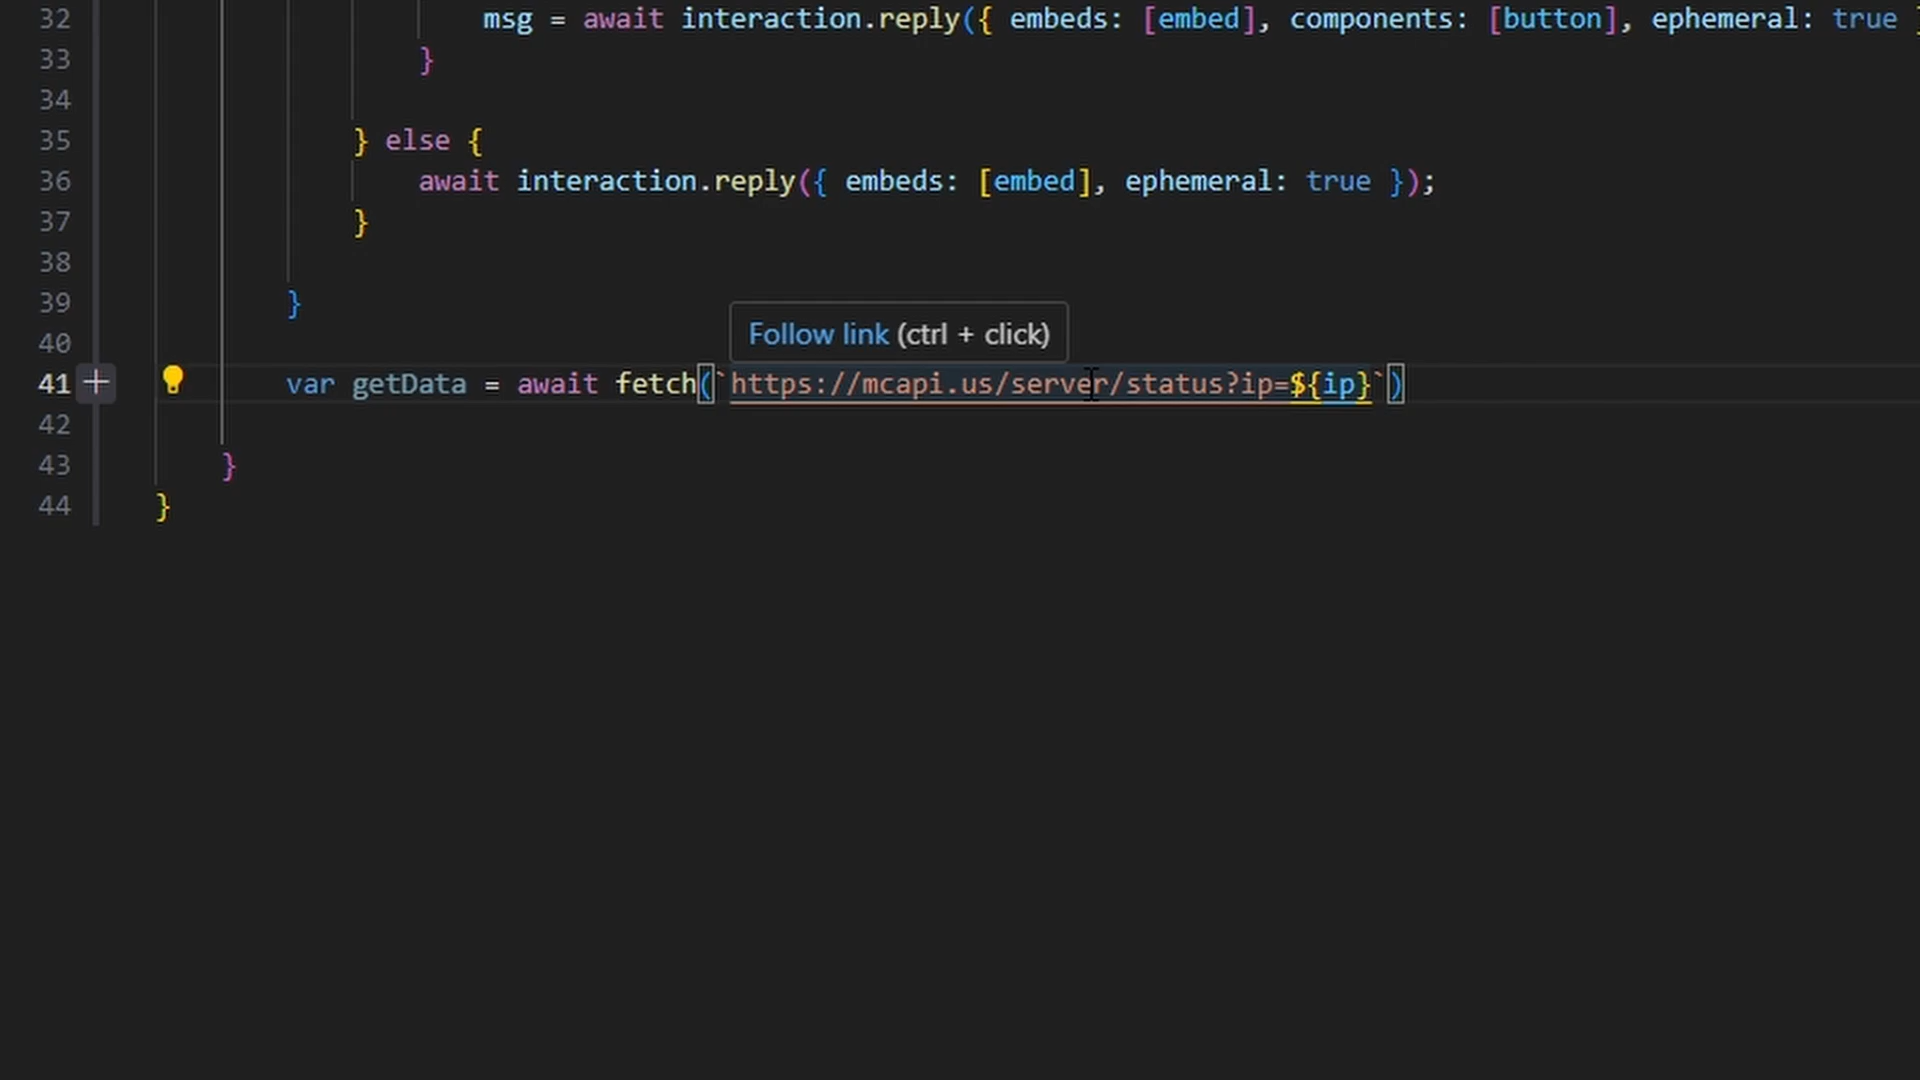 32 msg = await interaction.reply({ embeds: [embed], components: [button], ephemeral: true }
33 }
34
35 } else {
36 await interaction.reply({ embeds: [embed], ephemeral: true });
37 }
38
39 }
Follow link (ctrl + click)
40
41 var getData = await fetch(`https://mcapi.us/server/status?ip=${ip}`)
42
43 }
44 }